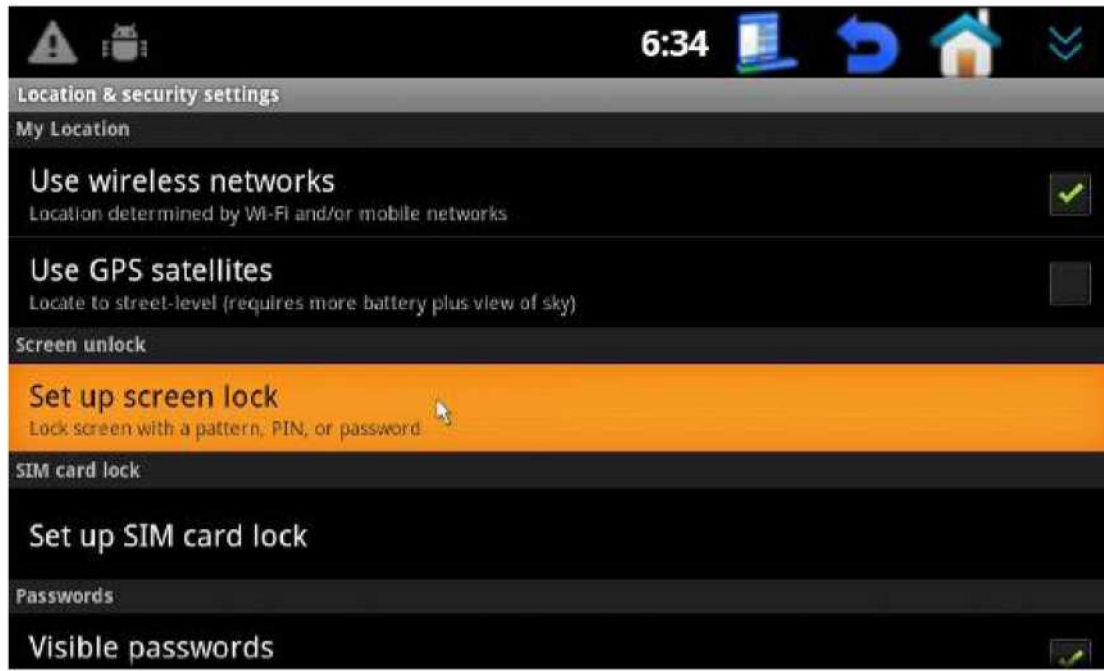 6:34
Location & security settings
My Location
Use wireless networks
Location determined by Wi-Fi and/or mobile networks
Use GPS satellites
Locate to street-level (requires more battery plus view of sky)
Screen unlock
Set up screen lock
Lock screen with a pattern, PIN, or password
SIM card lock
Set up SIM card lock
Passwords
Visible passwords